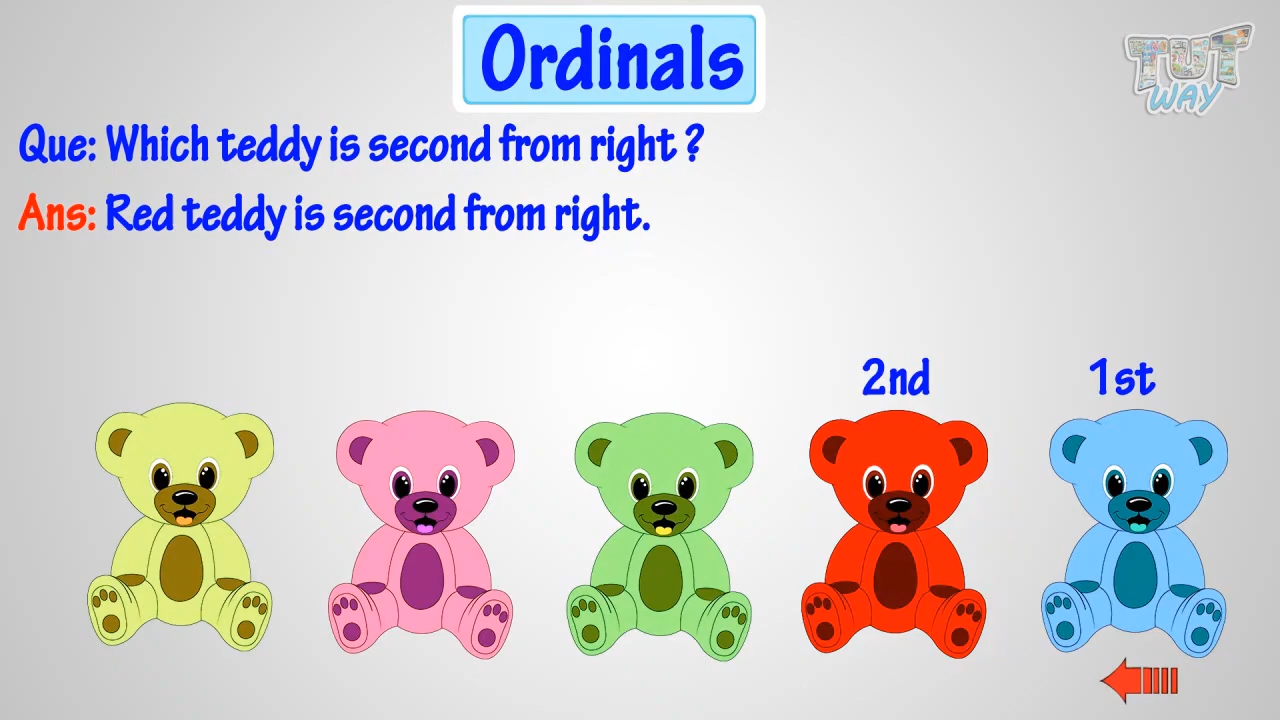 Ordinals
TUT
WAY
Que: Which teddy is second from right ?
Ans: Red teddy is second from right.
2nd
1st